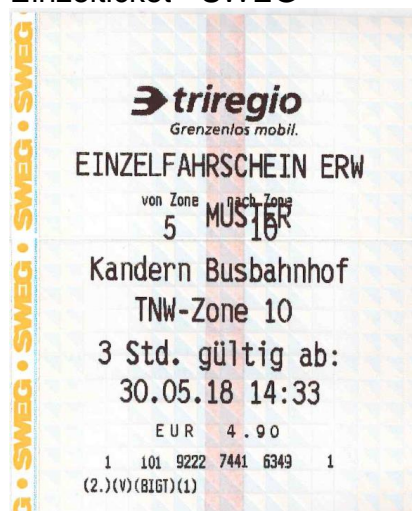 Einzelticket SWEG
triregio
Grenzenlos mobil.
EINZELFAHRSCHEIN ERW
von Zone nach Zone
5 MUSTER 10
Kandern Busbahnhof
TNW-Zone 10
3 Std. gültig ab:
30.05.18 14:33
EUR 4.90
1 101 9222 7441 6349 1
(2.)(V)(BIGT)(1)
SWEG • SWEG • SWEG • SWEG • SWEG